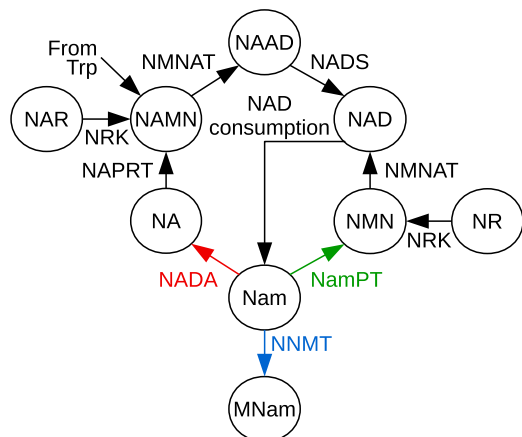 From
Trp
NMNAT
NAAD
NADS
NAR
NRK
NAMN
NAD
consumption
NAD
NAPRT
NMNAT
NA
NMN
NRK
NR
NADA
Nam
NamPT
NNMT
MNam